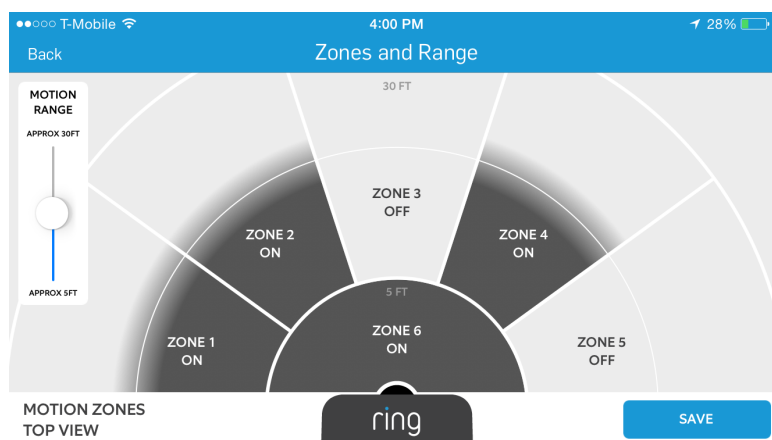 T-Mobile 4:00 PM 28%
Back Zones and Range
MOTION
RANGE
APPROX 30FT
APPROX 5FT
30 FT
ZONE 3
OFF
ZONE 2
ON
ZONE 4
ON
5 FT
ZONE 1
ON
ZONE 6
ON
ZONE 5
OFF
MOTION ZONES
TOP VIEW
ring
SAVE